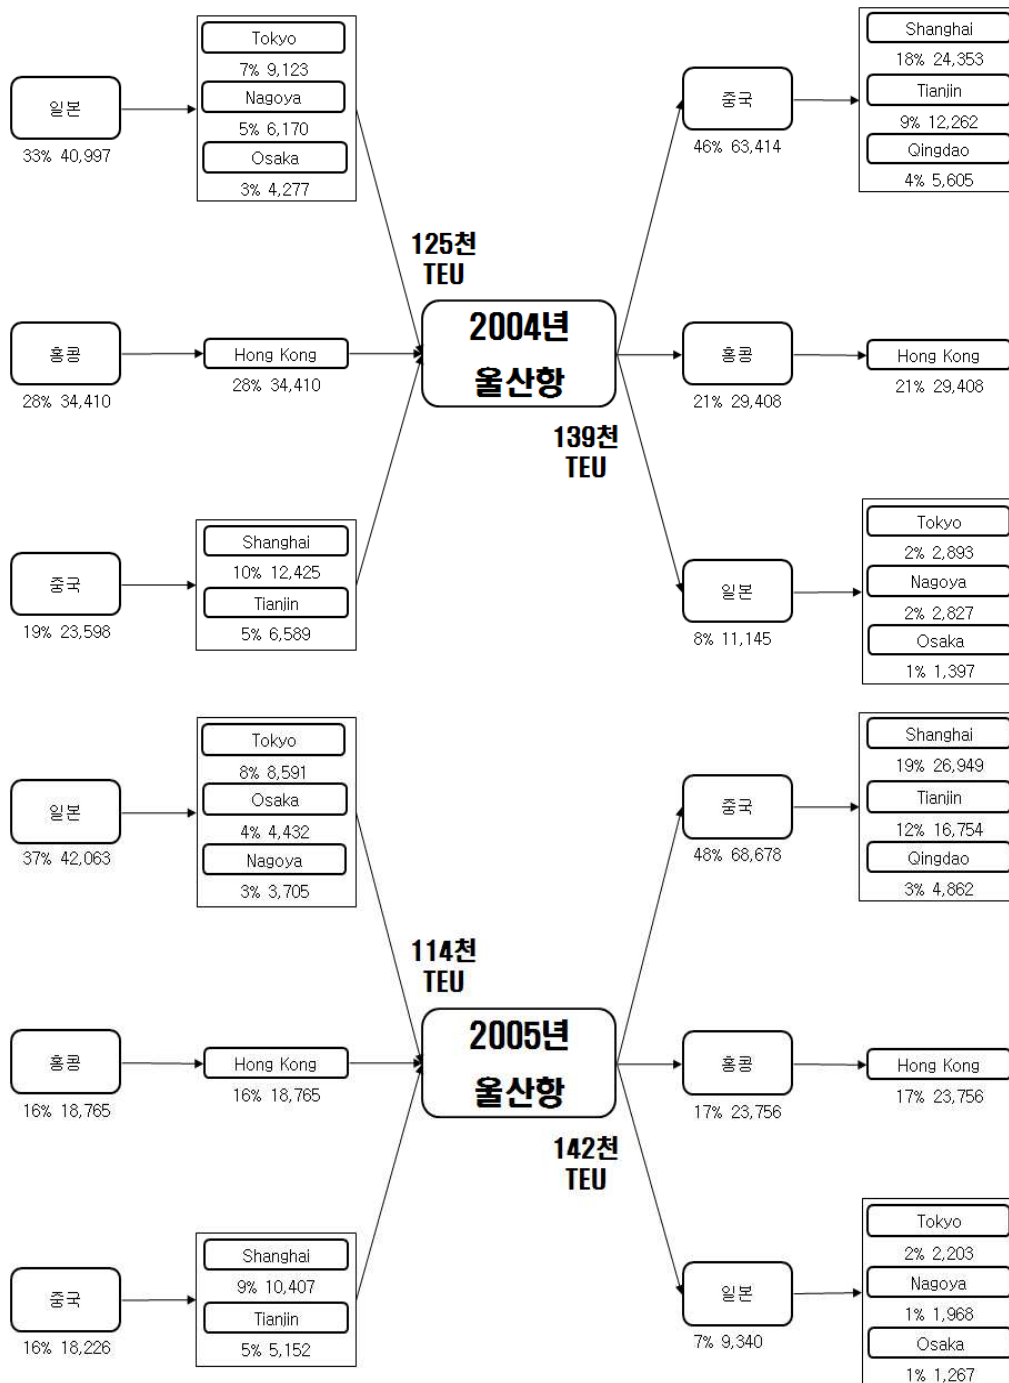 Tokyo
7% 9,123
Nagoya
5% 6,170
Osaka
3% 4,277
일본
33% 40,997
홍콩
28% 34,410
Hong Kong
28% 34,410
중국
19% 23,598
Shanghai
10% 12,425
Tianjin
5% 6,589
125천
TEU
2004년
울산항
139천
TEU
중국
46% 63,414
Shanghai
18% 24,353
Tianjin
9% 12,262
Qingdao
4% 5,605
홍콩
21% 29,408
Hong Kong
21% 29,408
일본
8% 11,145
Tokyo
2% 2,893
Nagoya
2% 2,827
Osaka
1% 1,397
Tokyo
8% 8,591
Osaka
4% 4,432
Nagoya
3% 3,705
일본
37% 42,063
홍콩
16% 18,765
Hong Kong
16% 18,765
중국
16% 18,226
Shanghai
9% 10,407
Tianjin
5% 5,152
114천
TEU
2005년
울산항
142천
TEU
중국
48% 68,678
Shanghai
19% 26,949
Tianjin
12% 16,754
Qingdao
3% 4,862
홍콩
17% 23,756
Hong Kong
17% 23,756
일본
7% 9,340
Tokyo
2% 2,203
Nagoya
1% 1,968
Osaka
1% 1,267